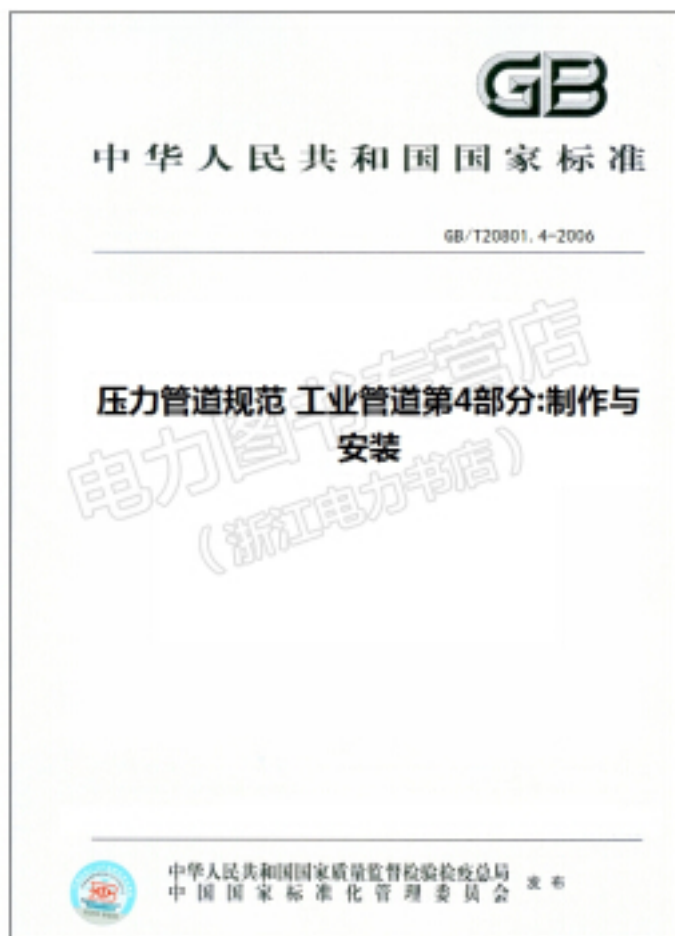 GB
中华人民共和国国家标准
GB/T20801.4-2006
压力管道规范 工业管道第4部分:制作与
安装
电力图书专营店
(浙江电力书店)
中华人民共和国国家质量监督检验检疫总局
中国国家标准化管理委员会
发布